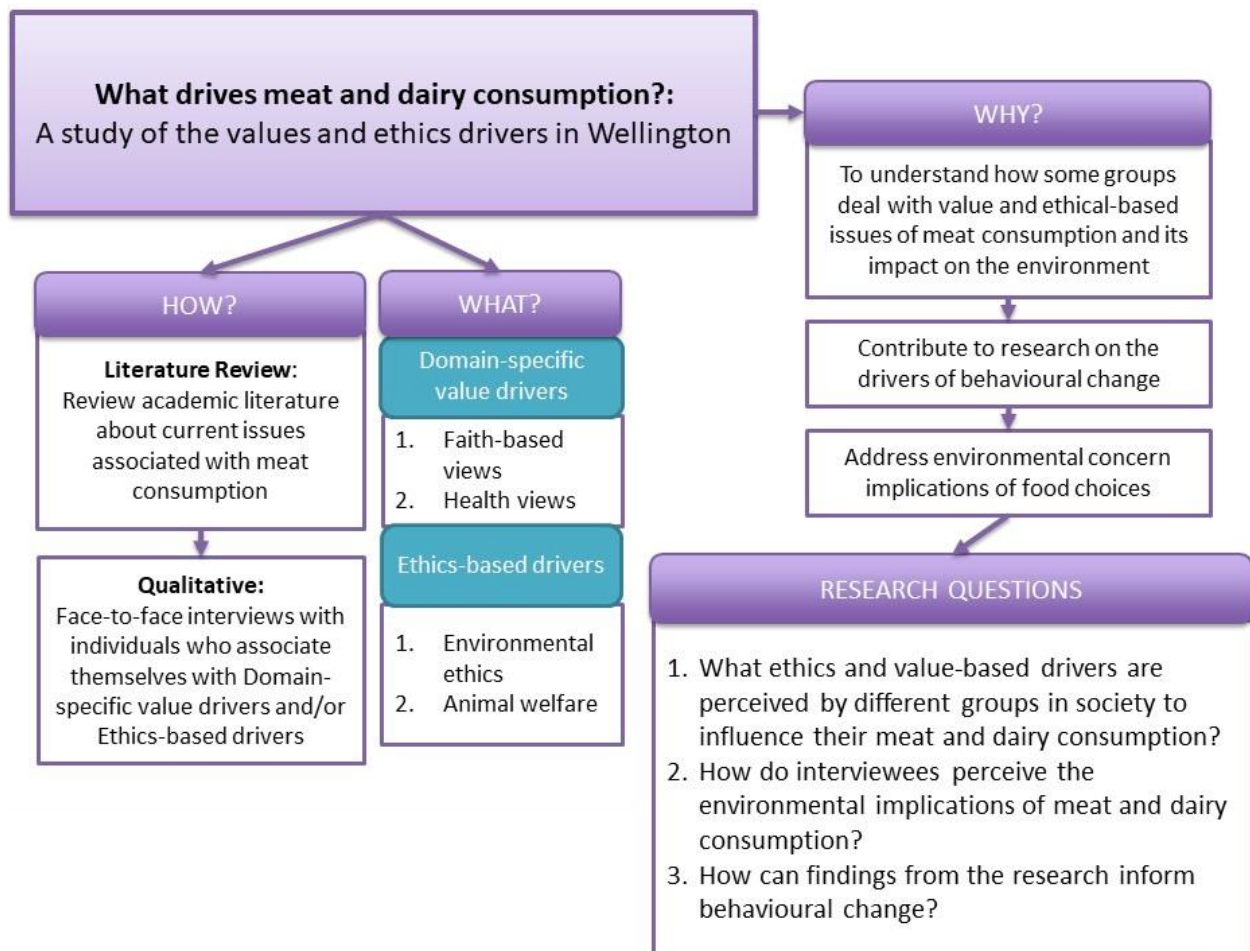 What drives meat and dairy consumption?:
A study of the values and ethics drivers in Wellington
HOW?
Literature Review:
Review academic literature
about current issues
associated with meat
consumption
Qualitative:
Face-to-face interviews with
individuals who associate
themselves with Domain-
specific value drivers and/or
Ethics-based drivers
WHAT?
Domain-specific
value drivers
1. Faith-based
views
2. Health views
Ethics-based drivers
1. Environmental
ethics
2. Animal welfare
WHY?
To understand how some groups
deal with value and ethical-based
issues of meat consumption and its
impact on the environment
Contribute to research on the
drivers of behavioural change
Address environmental concern
implications of food choices
RESEARCH QUESTIONS
1. What ethics and value-based drivers are
perceived by different groups in society to
influence their meat and dairy consumption?
2. How do interviewees perceive the
environmental implications of meat and dairy
consumption?
3. How can findings from the research inform
behavioural change?